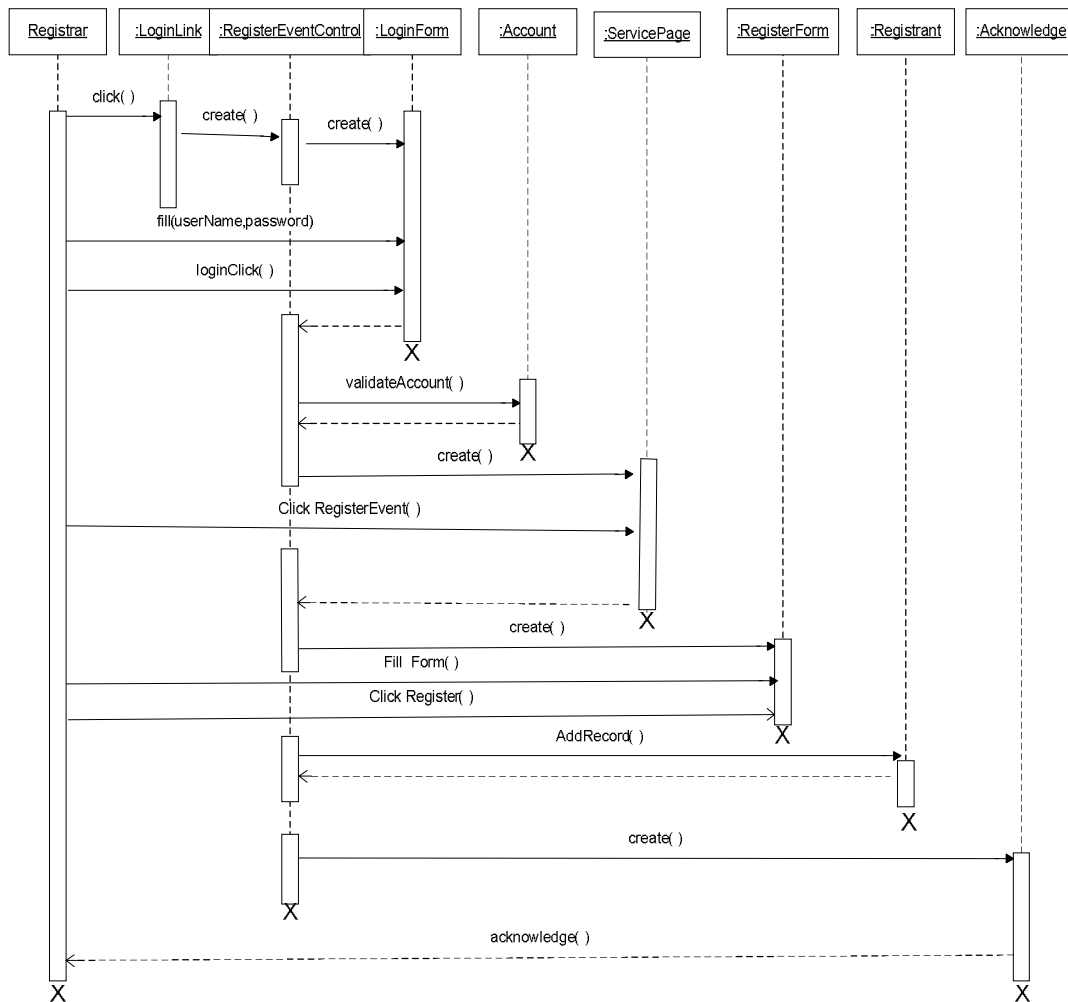 Registrar
:LoginLink
:RegisterEventControl
:LoginForm
:Account
:ServicePage
:RegisterForm
:Registrant
:Acknowledge
click( )
create( )
create( )
fill(userName,password)
loginClick( )
X
validateAccount( )
X
create( )
Click RegisterEvent( )
X
create( )
Fill Form( )
Click Register( )
X
AddRecord( )
X
create( )
X
acknowledge( )
X
X